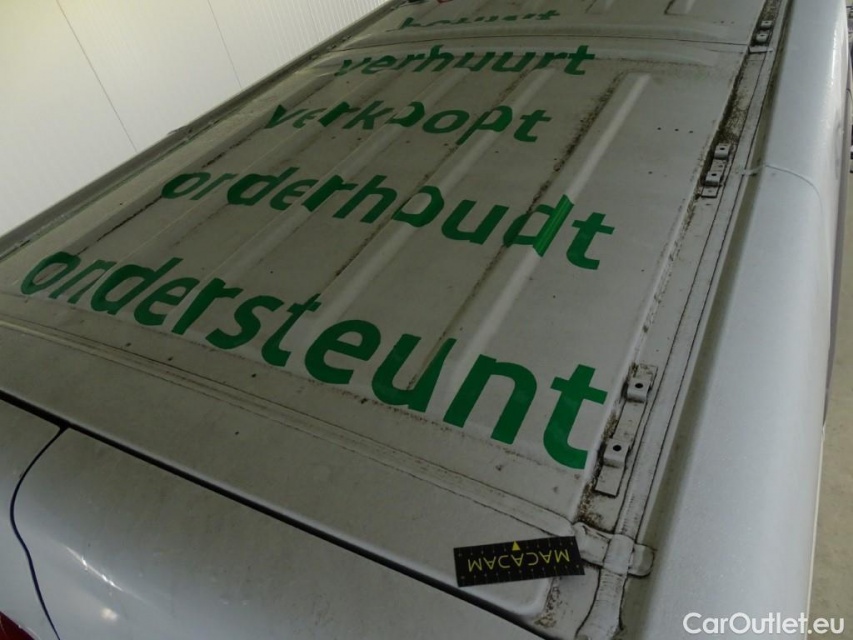 verhuurt
verkoopt
onderhoudt
ondersteunt
MACADAM
CarOutlet.eu